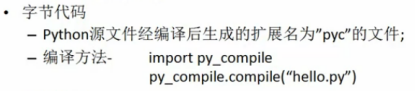 • 字节代码
– Python源文件经编译后生成的扩展名为”pyc”的文件;
– 编译方法- import py_compile
py_compile.compile(“hello.py”)